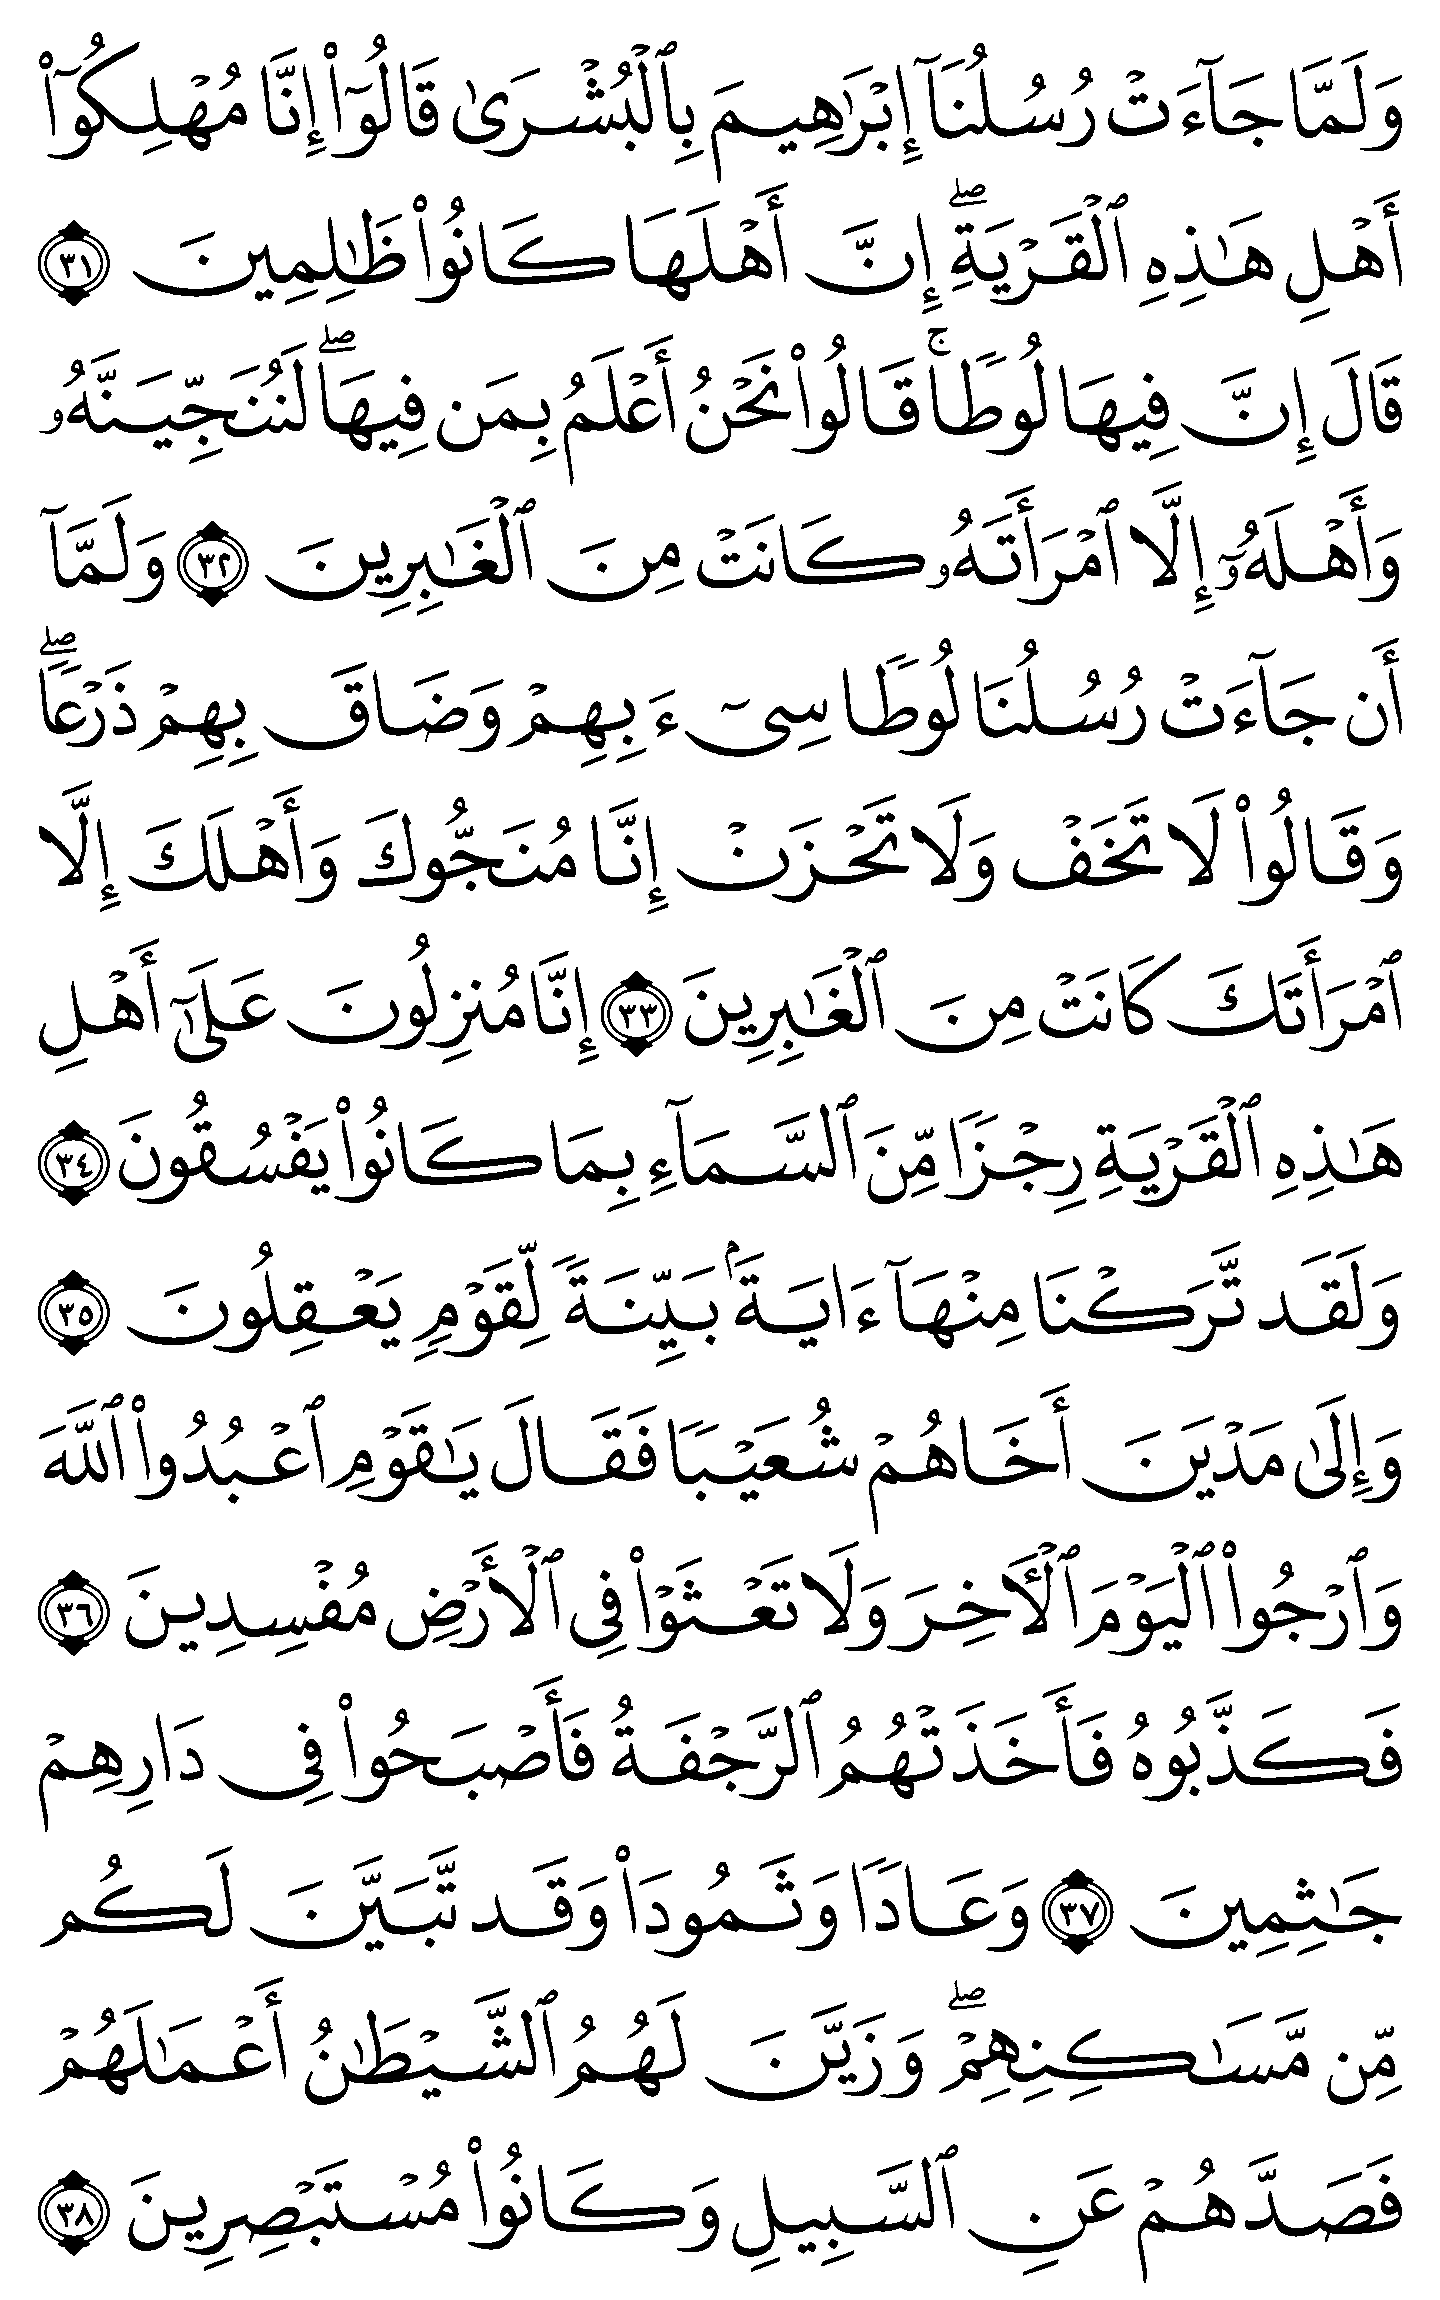 وَلَمَّا جَآءَتۡ رُسُلُنَآ إِبۡرَٰهِيمَ بِٱلۡبُشۡرَىٰ قَالُوٓاْ إِنَّا مُهۡلِكُوٓاْ
أَهۡلِ هَٰذِهِ ٱلۡقَرۡيَةِۖ إِنَّ أَهۡلَهَا كَانُواْ ظَٰلِمِينَ ٣١
قَالَ إِنَّ فِيهَا لُوطٗاۚ قَالُواْ نَحۡنُ أَعۡلَمُ بِمَن فِيهَاۖ لَنُنَجِّيَنَّهُۥ
وَأَهۡلَهُۥٓ إِلَّا ٱمۡرَأَتَهُۥ كَانَتۡ مِنَ ٱلۡغَٰبِرِينَ ٣٢ وَلَمَّآ
أَن جَآءَتۡ رُسُلُنَا لُوطٗا سِيٓءَ بِهِمۡ وَضَاقَ بِهِمۡ ذَرۡعٗاۖ
وَقَالُواْ لَا تَخَفۡ وَلَا تَحۡزَنۡ إِنَّا مُنَجُّوكَ وَأَهۡلَكَ إِلَّا
ٱمۡرَأَتَكَ كَانَتۡ مِنَ ٱلۡغَٰبِرِينَ ٣٣ إِنَّا مُنزِلُونَ عَلَىٰٓ أَهۡلِ
هَٰذِهِ ٱلۡقَرۡيَةِ رِجۡزٗا مِّنَ ٱلسَّمَآءِ بِمَا كَانُواْ يَفۡسُقُونَ ٣٤
وَلَقَد تَّرَكۡنَا مِنۡهَآ ءَايَةَۢ بَيِّنَةٗ لِّقَوۡمٖ يَعۡقِلُونَ ٣٥
وَإِلَىٰ مَدۡيَنَ أَخَاهُمۡ شُعَيۡبٗا فَقَالَ يَٰقَوۡمِ ٱعۡبُدُواْ ٱللَّهَ
وَٱرۡجُواْ ٱلۡيَوۡمَ ٱلۡأٓخِرَ وَلَا تَعۡثَوۡاْ فِي ٱلۡأَرۡضِ مُفۡسِدِينَ ٣٦
فَكَذَّبُوهُ فَأَخَذَتۡهُمُ ٱلرَّجۡفَةُ فَأَصۡبَحُواْ فِي دَارِهِمۡ
جَٰثِمِينَ ٣٧ وَعَادٗا وَثَمُودَاْ وَقَد تَّبَيَّنَ لَكُم
مِّن مَّسَٰكِنِهِمۡۖ وَزَيَّنَ لَهُمُ ٱلشَّيۡطَٰنُ أَعۡمَٰلَهُمۡ
فَصَدَّهُمۡ عَنِ ٱلسَّبِيلِ وَكَانُواْ مُسۡتَبۡصِرِينَ ٣٨